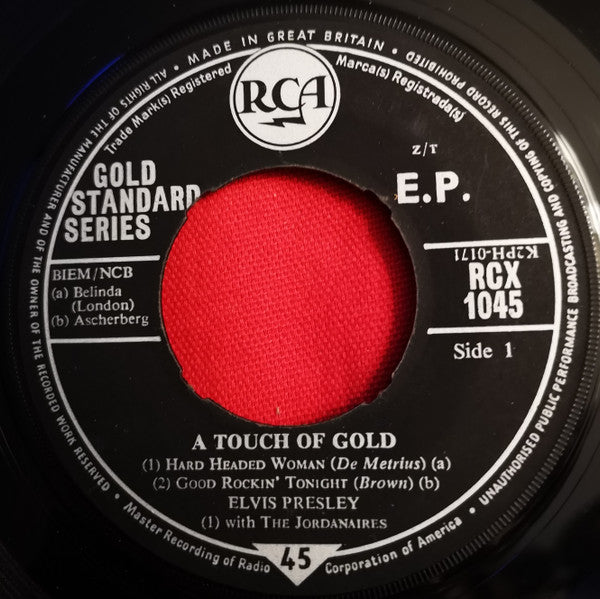 ALL RIGHTS OF THE MANUFACTURER AND OF THE OWNER OF THE RECORDED WORK RESERVED •
• MADE IN GREAT BRITAIN •
UNAUTHORISED PUBLIC PERFORMANCE BROADCASTING AND COPYING OF THIS RECORD PROHIBITED
Trade Mark(s) Registered
RCA
Marca(s) Registrada(s)
Z/T
E.P.
GOLD
STANDARD
SERIES
K2PH-0171
RCX
1045
Side 1
BIEM/NCB
(a) Belinda
(London)
(b) Ascherberg
A TOUCH OF GOLD
(1) HARD HEADED WOMAN (De Metrius) (a)
(2) GOOD ROCKIN' TONIGHT (Brown) (b)
ELVIS PRESLEY
(1) with THE JORDANAIRES
• Master Recording of Radio
45
Corporation of America •